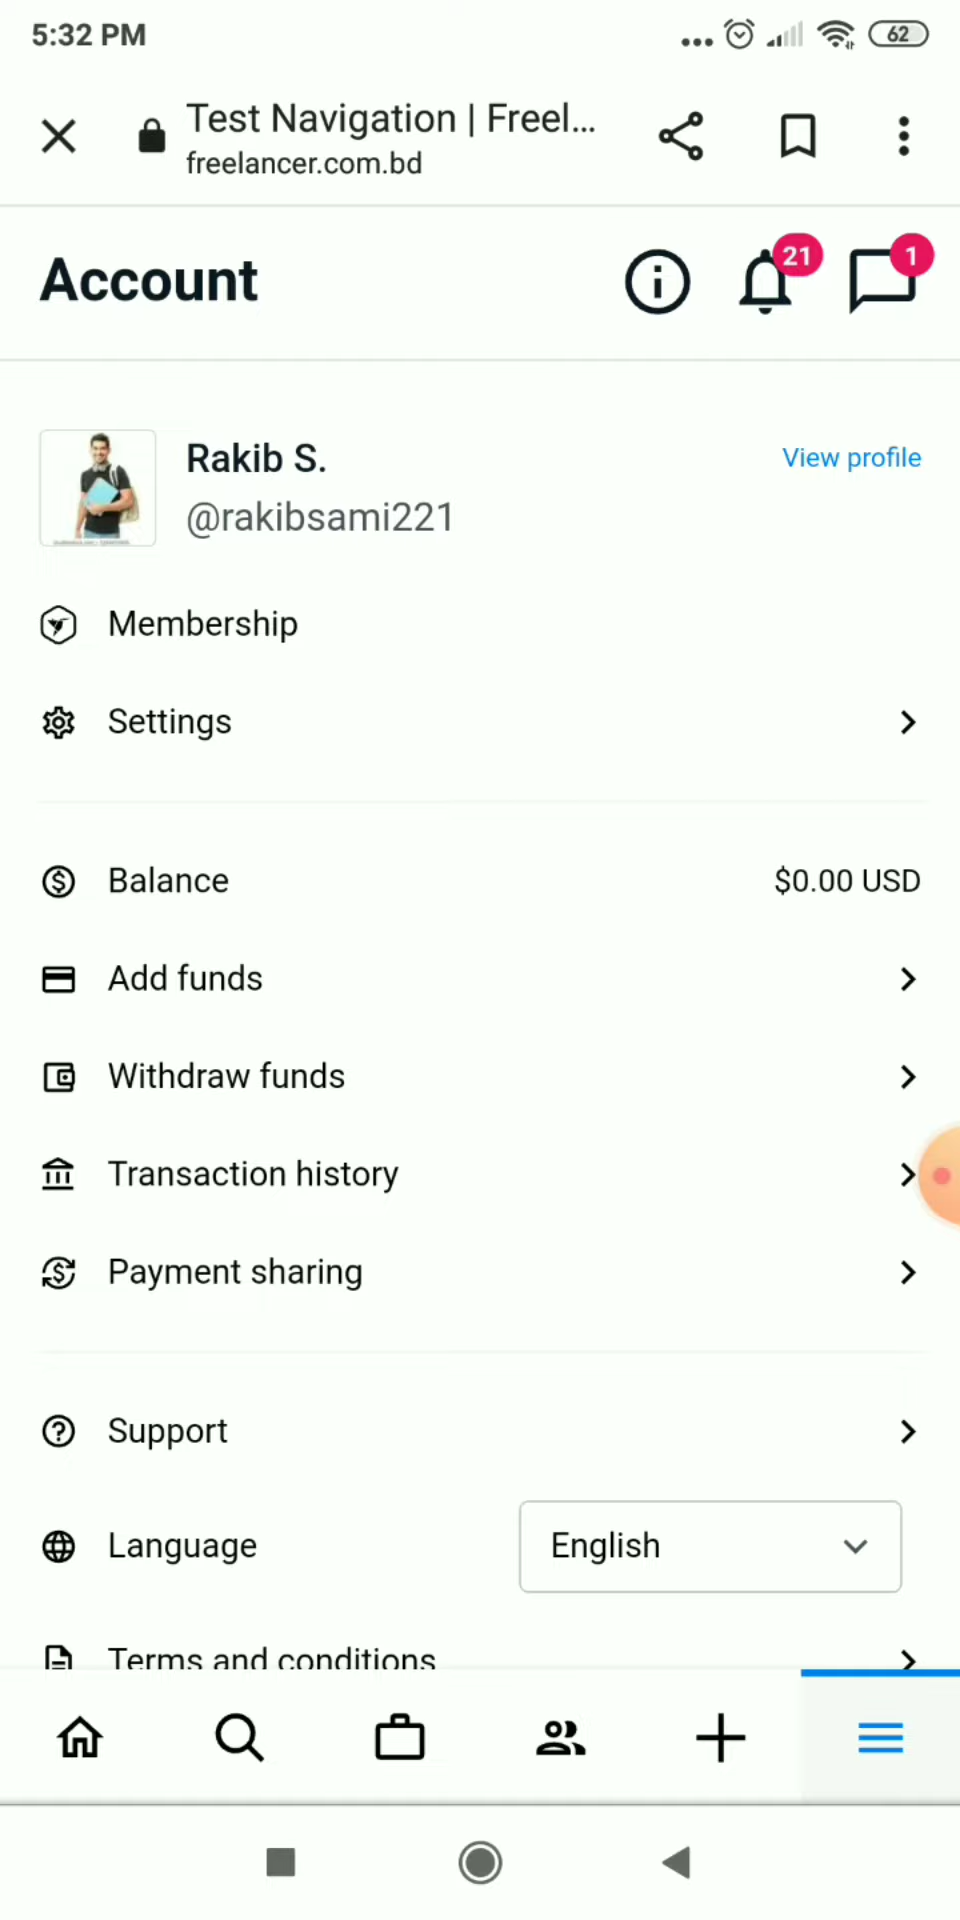 5:32 PM
62
Test Navigation | Freel...
freelancer.com.bd
Account
21
1
Rakib S.
View profile
@rakibsami221
Membership
Settings
Balance
$0.00 USD
Add funds
Withdraw funds
Transaction history
Payment sharing
Support
Language
English
Terms and conditions